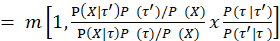 = m [1, P(X|τ′)P (τ′)/P (X) / P(X|τ)P (τ)/P (X) x P(τ|τ′) / P(τ′|τ)]